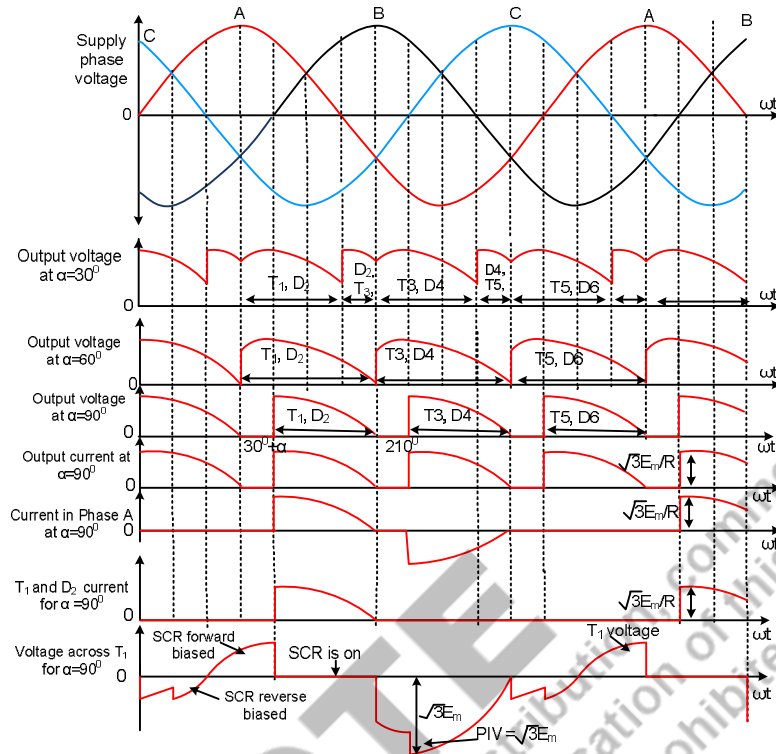 A B C A B
C
Supply
phase
voltage
0
ωt
Output voltage
at α=30⁰
0
T₁, D₂
D₂
T₃,
T3, D4
D4,
T5,
T5, D6
ωt
Output voltage
at α=60⁰
0
T₁, D₂
T3, D4
T5, D6
ωt
Output voltage
at α=90⁰
0
T₁, D₂
T3, D4
T5, D6
30⁰+α
210⁰
ωt
Output current at
α=90⁰
0
√3Eₘ/R
ωt
Current in Phase A
at α=90⁰
0
√3Eₘ/R
ωt
T₁ and D₂ current
for α=90⁰
√3Eₘ/R
ωt
Voltage across T₁
for α=90⁰
0
SCR forward
biased
SCR is on
T₁ voltage
ωt
SCR reverse
biased
√3Eₘ
PIV = √3Eₘ